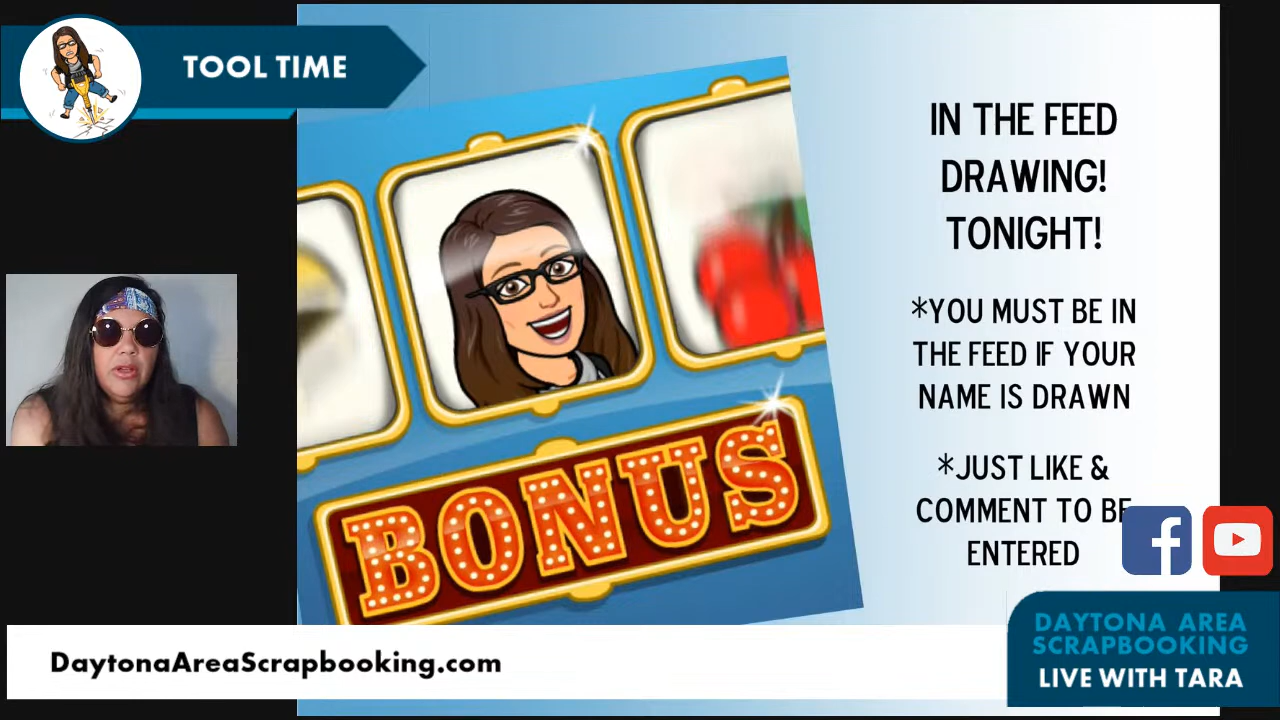 TOOL TIME
IN THE FEED
DRAWING!
TONIGHT!
*YOU MUST BE IN
THE FEED IF YOUR
NAME IS DRAWN
*JUST LIKE &
COMMENT TO BE
ENTERED
BONUS
DaytonaAreaScrapbooking.com
DAYTONA AREA
SCRAPBOOKING
LIVE WITH TARA